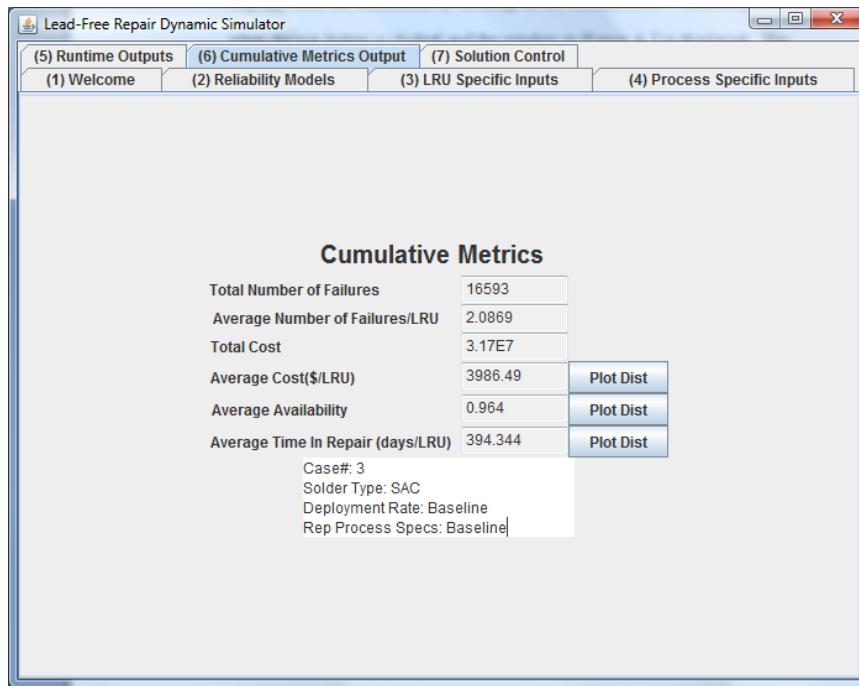 Lead-Free Repair Dynamic Simulator
(5) Runtime Outputs (6) Cumulative Metrics Output (7) Solution Control
(1) Welcome (2) Reliability Models (3) LRU Specific Inputs (4) Process Specific Inputs
Cumulative Metrics
Total Number of Failures 16593
Average Number of Failures/LRU 2.0869
Total Cost 3.17E7
Average Cost($/LRU) 3986.49 Plot Dist
Average Availability 0.964 Plot Dist
Average Time In Repair (days/LRU) 394.344 Plot Dist
Case#: 3
Solder Type: SAC
Deployment Rate: Baseline
Rep Process Specs: Baseline